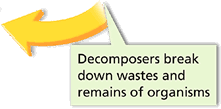 Decomposers break
down wastes and
remains of organisms